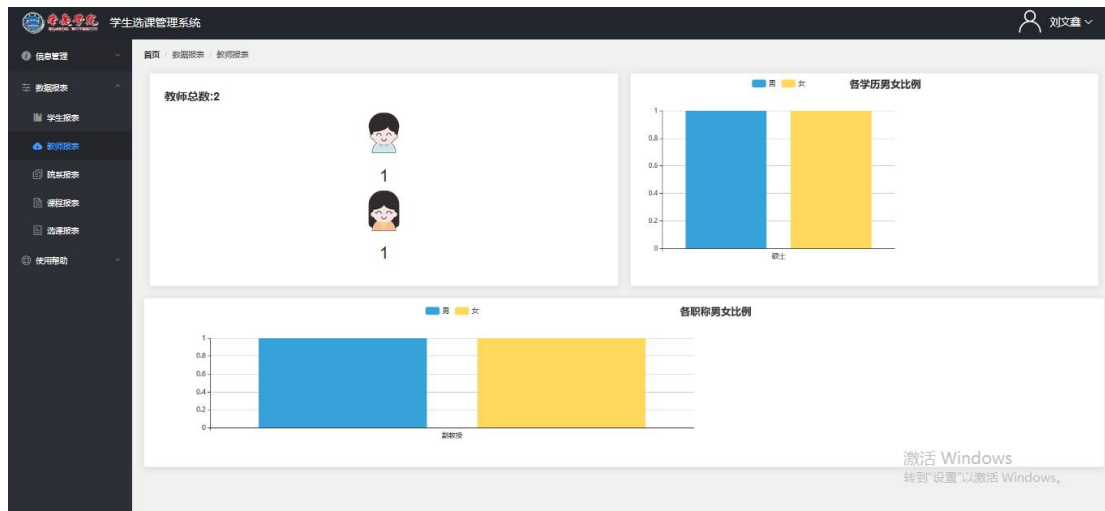 学生选课管理系统
刘文鑫
信息管理
首页 / 数据报表 / 教师报表
数据报表
学生报表
教师报表
院系报表
课程报表
选课报表
使用帮助
教师总数:2
1
1
男 女 各学历男女比例
1
0.8
0.6
0.4
0.2
0
硕士
男 女 各职称男女比例
1
0.8
0.6
0.4
0.2
0
副教授
激活 Windows
转到"设置"以激活 Windows。